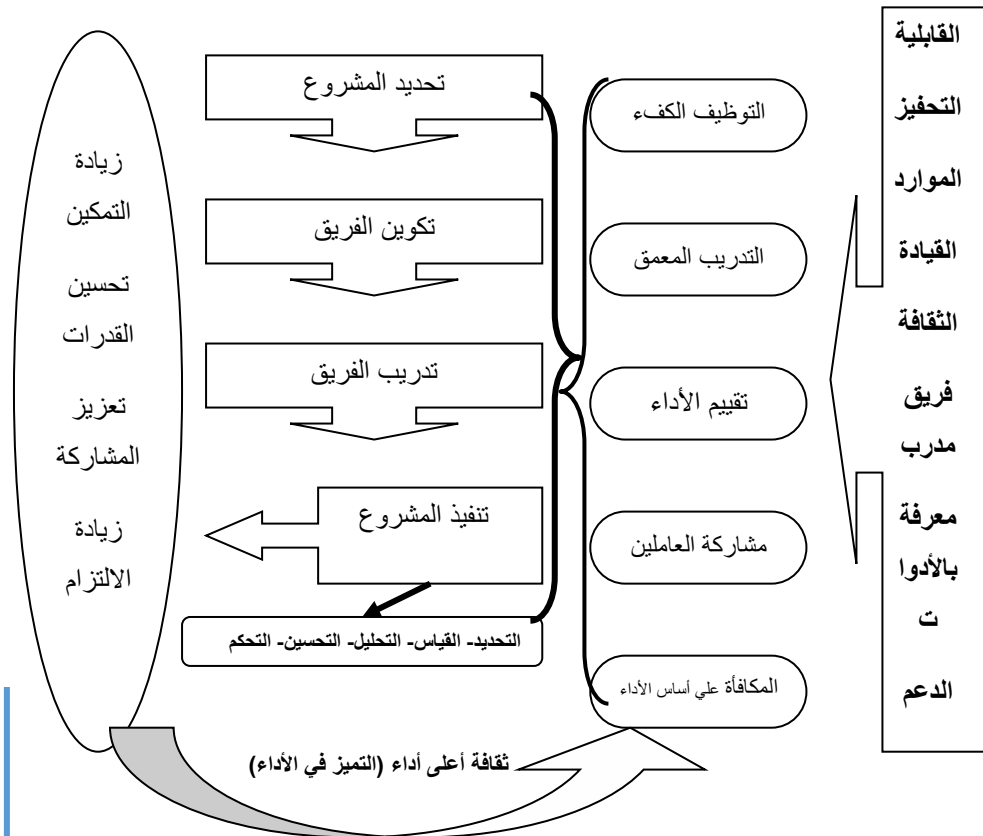 القابلية
التحفيز
الموارد
القيادة
الثقافة
فريق
مدرب
معرفة
بالأدوا
ت
الدعم
التوظيف الكفء
التدريب المعمق
تقييم الأداء
مشاركة العاملين
المكافأة علي أساس الأداء
تحديد المشروع
تكوين الفريق
تدريب الفريق
تنفيذ المشروع
التحديد- القياس- التحليل- التحسين- التحكم
زيادة
التمكين
تحسين
القدرات
تعزيز
المشاركة
زيادة
الالتزام
ثقافة أعلى أداء (التميز في الأداء)